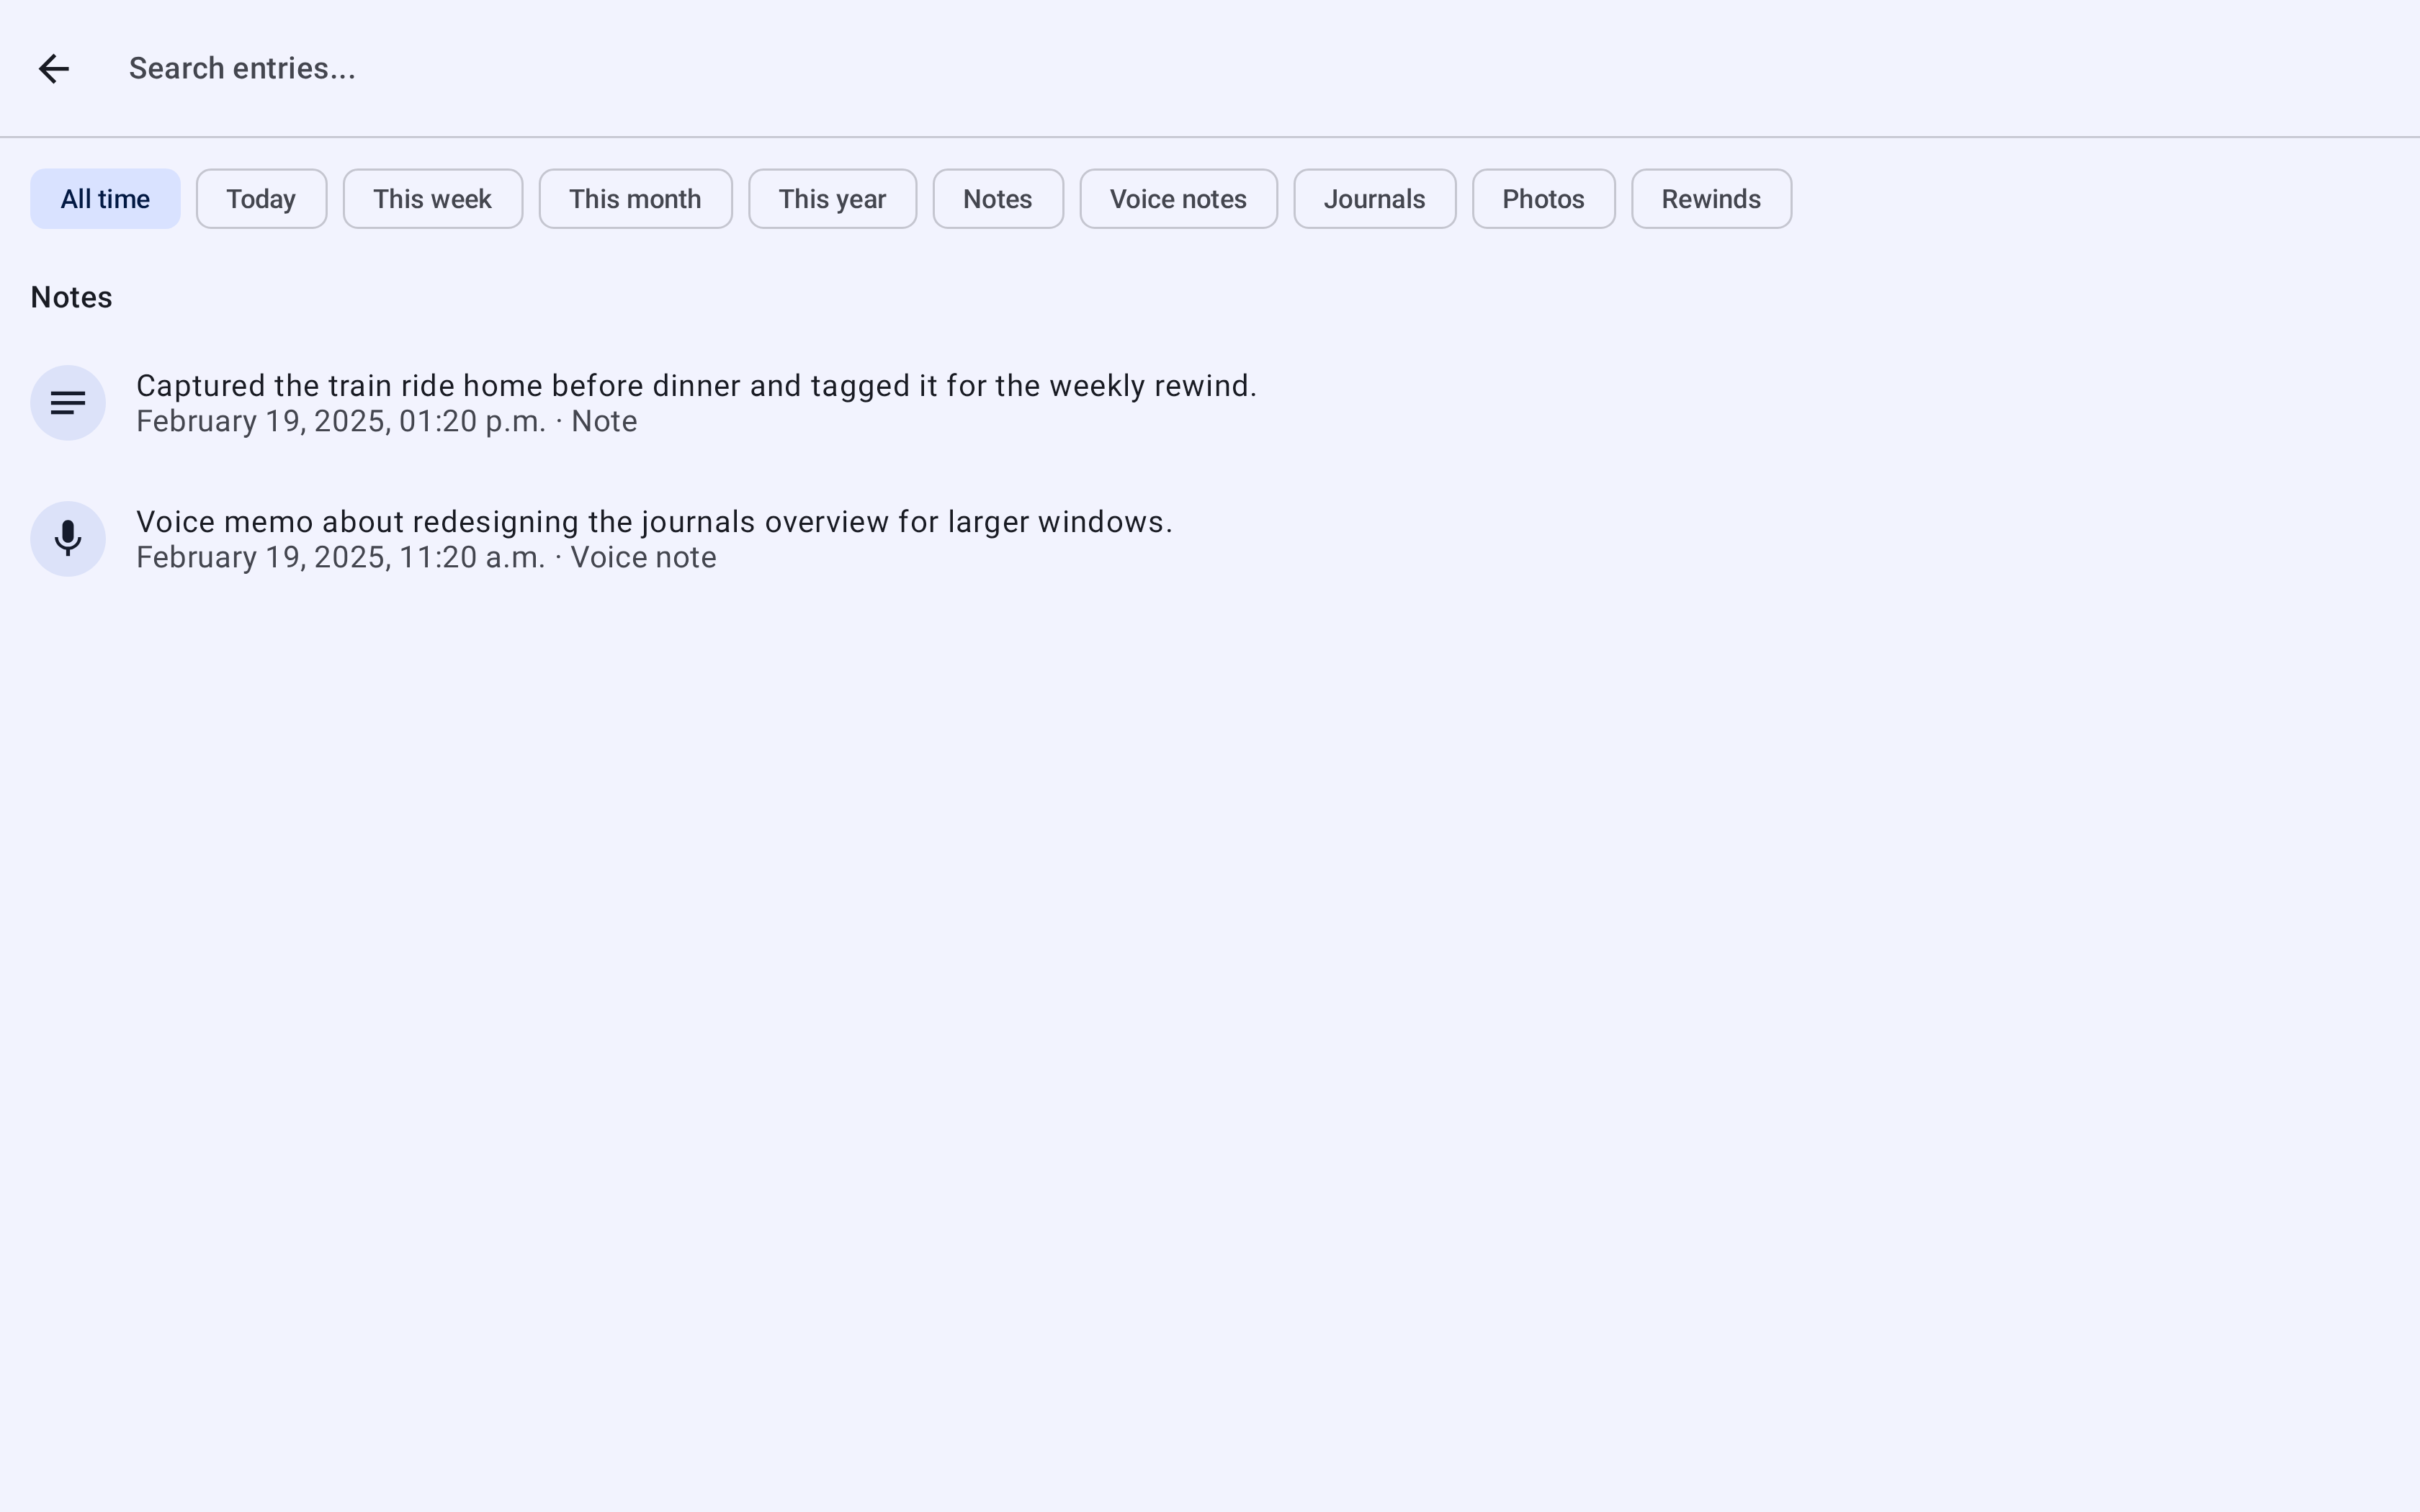 Search entries...
All time
Today
This week
This month
This year
Notes
Voice notes
Journals
Photos
Rewinds
Notes
Captured the train ride home before dinner and tagged it for the weekly rewind.
February 19, 2025, 01:20 p.m. · Note
Voice memo about redesigning the journals overview for larger windows.
February 19, 2025, 11:20 a.m. · Voice note